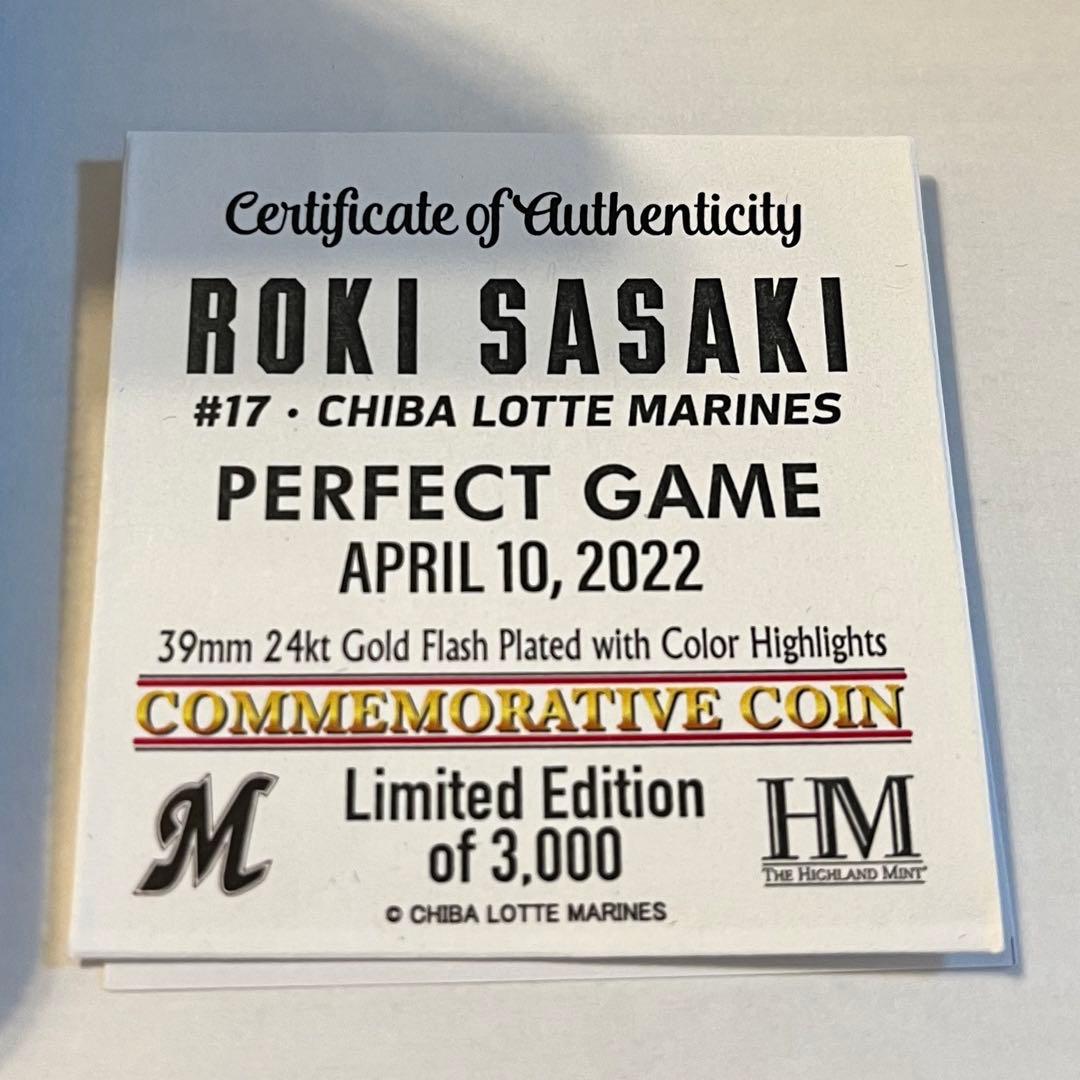 Certificate of Authenticity
ROKI SASAKI
#17 · CHIBA LOTTE MARINES
PERFECT GAME
APRIL 10, 2022
39mm 24kt Gold Flash Plated with Color Highlights
COMMEMORATIVE COIN
M
Limited Edition
of 3,000
HM
THE HIGHLAND MINT®
© CHIBA LOTTE MARINES